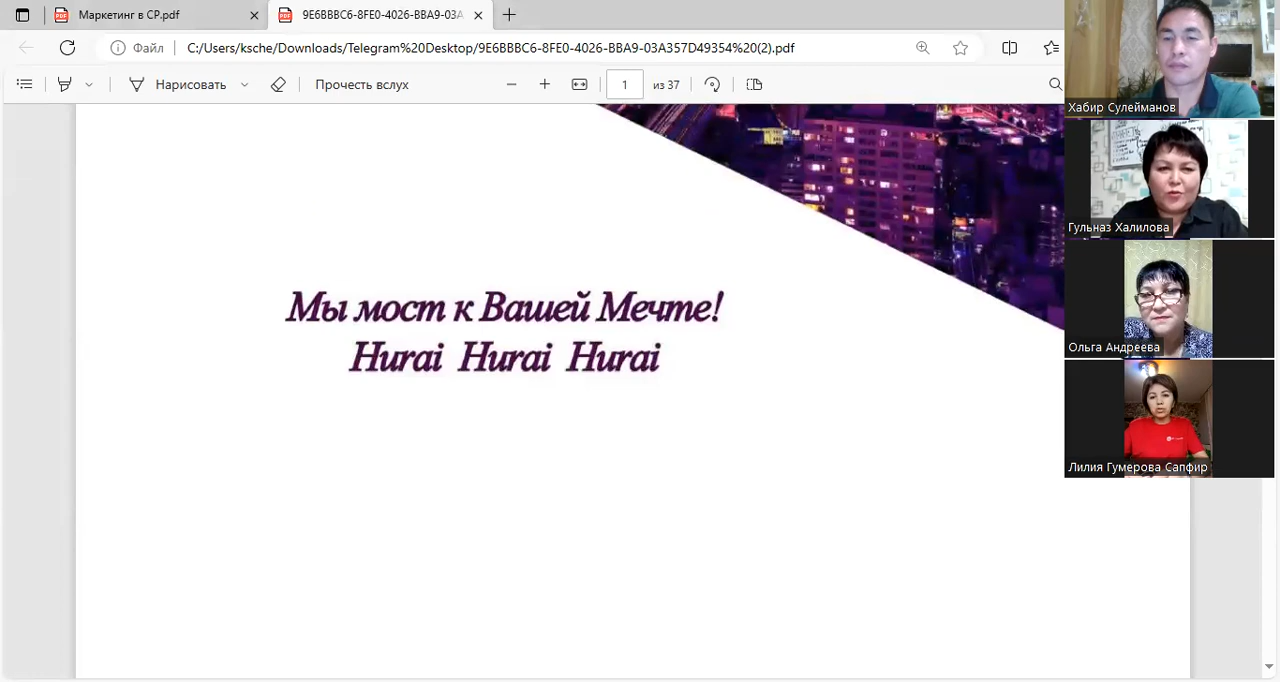 Маркетинг в CP.pdf
9E6BBBC6-8FE0-4026-BBA9-03A
Файл
C:/Users/ksche/Downloads/Telegram%20Desktop/9E6BBBC6-8FE0-4026-BBA9-03A357D49354%20(2).pdf
Нарисовать
Прочесть вслух
1
из 37
Мы мост к Вашей Мечте!
Hurai Hurai Hurai
Хабир Сулейманов
Гульназ Халилова
Ольга Андреева
Лилия Гумерова Сапфир